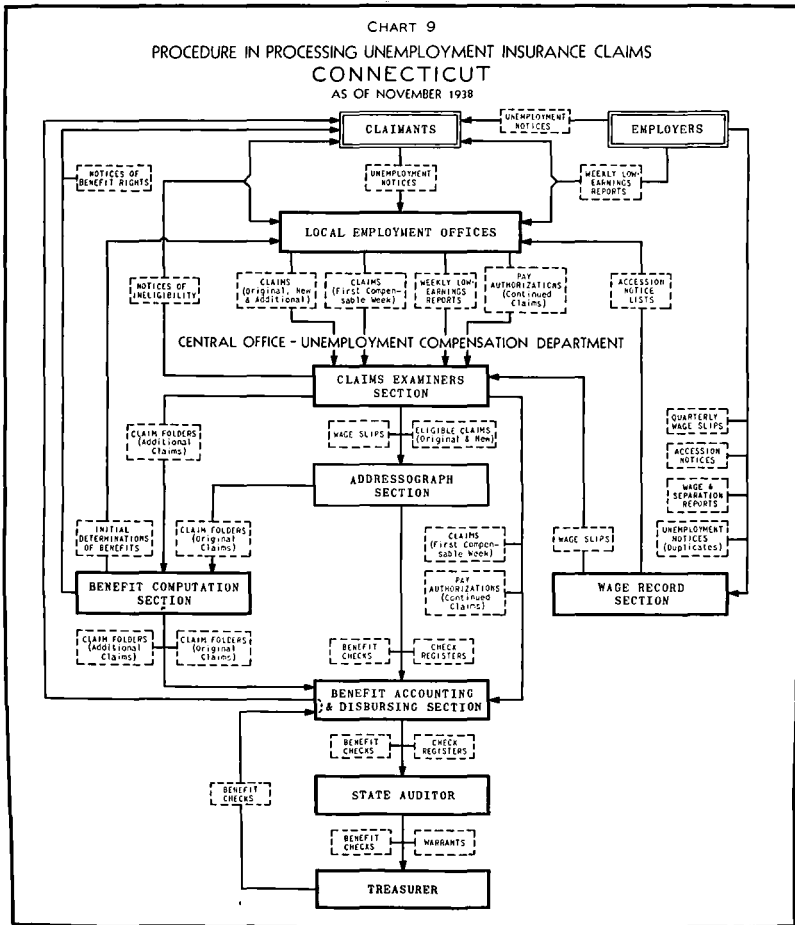 CHART 9
PROCEDURE IN PROCESSING UNEMPLOYMENT INSURANCE CLAIMS
CONNECTICUT
AS OF NOVEMBER 1938
CLAIMANTS
UNEMPLOYMENT
NOTICES
EMPLOYERS
NOTICES OF
BENEFIT RIGHTS
UNEMPLOYMENT
NOTICES
WEEKLY LOW-
EARNINGS
REPORTS
LOCAL EMPLOYMENT OFFICES
NOTICES OF
INELIGIBILITY
CLAIMS
(Original, New
& Additional)
CLAIMS
(First Compen-
sable Week)
WEEKLY LOW-
EARNINGS
REPORTS
PAY
AUTHORIZATIONS
(Continued
Claims)
ACCESSION
NOTICE
LISTS
CENTRAL OFFICE - UNEMPLOYMENT COMPENSATION DEPARTMENT
CLAIMS EXAMINERS
SECTION
CLAIM FOLDERS
(Additional
Claims)
WAGE SLIPS
ELIGIBLE CLAIMS
(Original & New)
QUARTERLY
WAGE SLIPS
ACCESSION
NOTICES
WAGE &
SEPARATION
REPORTS
UNEMPLOYMENT
NOTICES
(Duplicates)
ADDRESSOGRAPH
SECTION
INITIAL
DETERMINATIONS
OF BENEFITS
CLAIM FOLDERS
(Original
Claims)
CLAIMS
(First Compen-
sable Week)
WAGE SLIPS
BENEFIT COMPUTATION
SECTION
PAY
AUTHORIZATIONS
(Continued
Claims)
WAGE RECORD
SECTION
CLAIM FOLDERS
(Additional
Claims)
CLAIM FOLDERS
(Original
Claims)
BENEFIT
CHECKS
CHECK
REGISTERS
BENEFIT ACCOUNTING
& DISBURSING SECTION
BENEFIT
CHECKS
CHECK
REGISTERS
BENEFIT
CHECKS
STATE AUDITOR
BENEFIT
CHECKS
WARRANTS
TREASURER